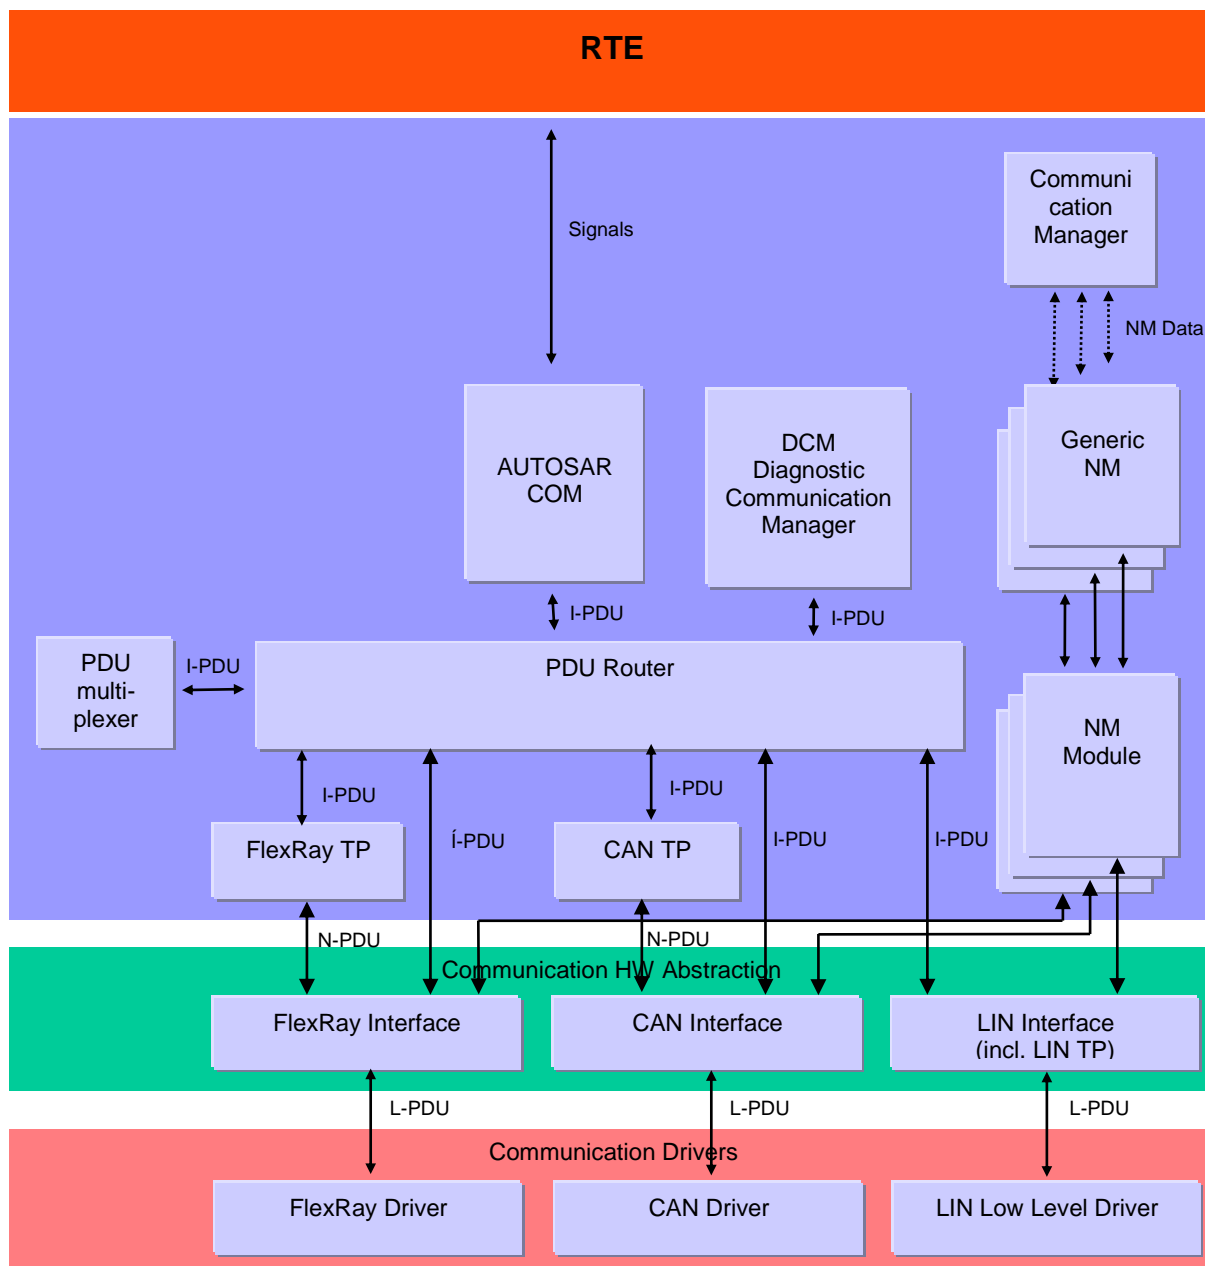 RTE
Communi
cation
Manager
Signals
NM Data
AUTOSAR
COM
DCM
Diagnostic
Communication
Manager
Generic
NM
I-PDU
I-PDU
PDU
multi-
plexer
I-PDU
PDU Router
NM
Module
I-PDU
Í-PDU
I-PDU
I-PDU
I-PDU
FlexRay TP
CAN TP
N-PDU
N-PDU
Communication HW Abstraction
FlexRay Interface
CAN Interface
LIN Interface
(incl. LIN TP)
L-PDU
L-PDU
L-PDU
Communication Drivers
FlexRay Driver
CAN Driver
LIN Low Level Driver